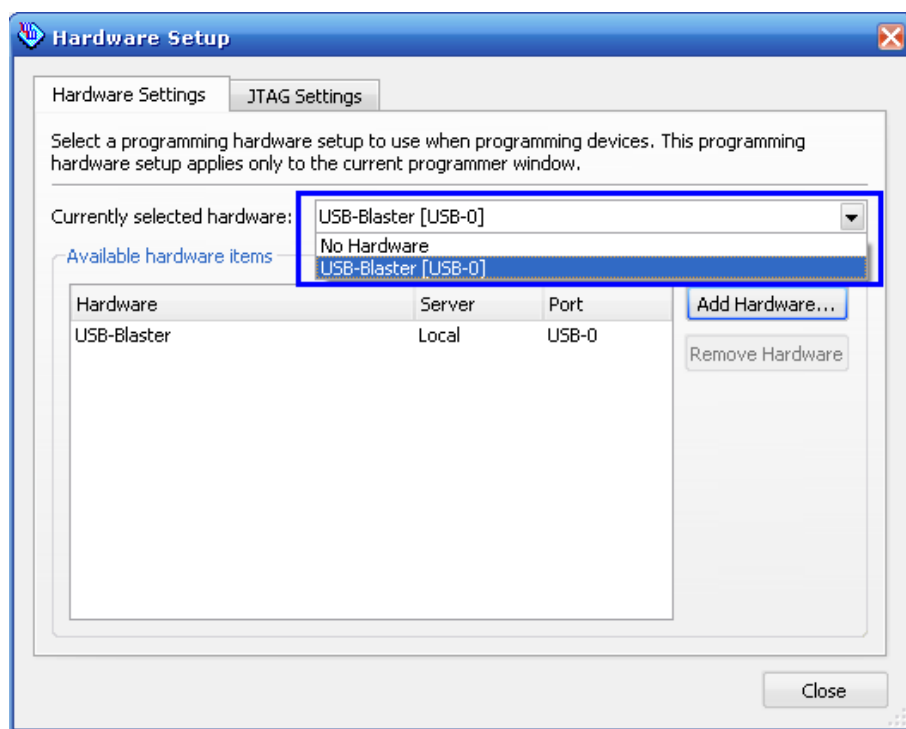 Hardware Setup
Hardware Settings
JTAG Settings
Select a programming hardware setup to use when programming devices. This programming
hardware setup applies only to the current programmer window.
Currently selected hardware:
USB-Blaster [USB-0]
No Hardware
USB-Blaster [USB-0]
Available hardware items
Hardware Server Port
USB-Blaster Local USB-0
Add Hardware...
Remove Hardware
Close